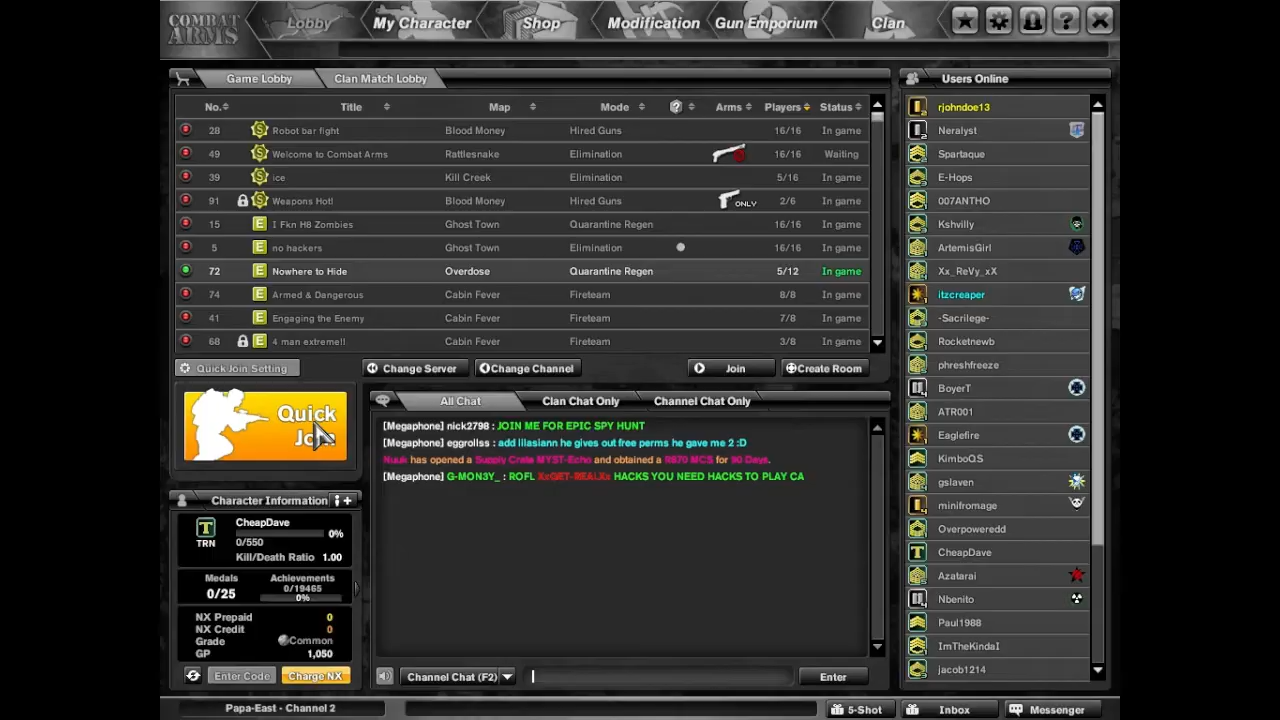 COMBAT ARMS
Lobby
My Character
Shop
Modification
Gun Emporium
Clan
Game Lobby
Clan Match Lobby
No. Title Map Mode Arms Players Status
28 S Robot bar fight Blood Money Hired Guns 16/16 In game
49 S Welcome to Combat Arms Rattlesnake Elimination 16/16 Waiting
39 S ice Kill Creek Elimination 5/16 In game
91 S Weapons Hot! Blood Money Hired Guns ONLY 2/6 In game
15 E I Fkn H8 Zombies Ghost Town Quarantine Regen 16/16 In game
5 E no hackers Ghost Town Elimination 16/16 In game
72 E Nowhere to Hide Overdose Quarantine Regen 5/12 In game
74 E Armed & Dangerous Cabin Fever Fireteam 8/8 In game
41 E Engaging the Enemy Cabin Fever Fireteam 7/8 In game
68 E 4 man extreme!! Cabin Fever Fireteam 3/8 In game
Quick Join Setting
Change Server
Change Channel
Join
Create Room
Quick
Join
All Chat
Clan Chat Only
Channel Chat Only
[Megaphone] nick2798 : JOIN ME FOR EPIC SPY HUNT
[Megaphone] eggrollss : add lilasiann he gives out free perms he gave me 2 :D
Nuuk has opened a Supply Crate MYST-Echo and obtained a R870 MCS for 90 Days.
[Megaphone] G-MON3Y_ : ROFL XxGET-REALXx HACKS YOU NEED HACKS TO PLAY CA
Character Information
T
TRN
CheapDave
0%
0/550
Kill/Death Ratio 1.00
Medals
0/25
Achievements
0/19465
0%
NX Prepaid 0
NX Credit 0
Grade Common
GP 1,050
Enter Code
Charge NX
Channel Chat (F2)
Enter
Papa-East - Channel 2
5-Shot
Inbox
Messenger
Users Online
rjohndoe13
Neralyst
Spartaque
E-Hops
007ANTHO
Kshvilly
ArtemisGirl
Xx_ReVy_xX
itzcreaper
-Sacrilege-
Rocketnewb
phreshfreeze
BoyerT
ATR001
Eaglefire
KimboQS
gslaven
minifromage
Overpoweredd
T CheapDave
Azatarai
Nbenito
Paul1988
ImTheKindaI
jacob1214